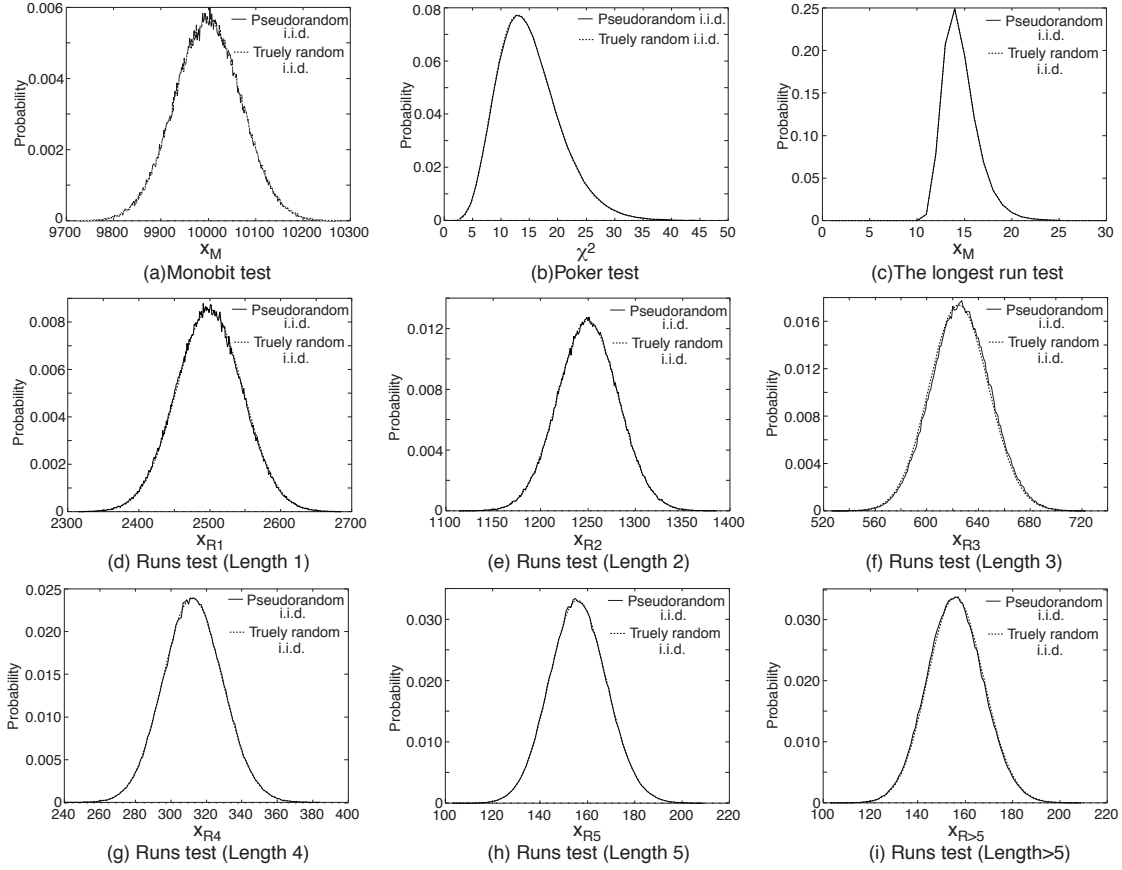 0.006
0.004
0.002
0
Probability
Pseudorandom
i.i.d.
Truely random
i.i.d.
9700 9800 9900 10000 10100 10200 10300
x_M
(a)Monobit test
0.08
0.06
0.04
0.02
0.00
Probability
Pseudorandom i.i.d.
Truely random i.i.d.
0 5 10 15 20 25 30 35 40 45 50
χ²
(b)Poker test
0.25
0.20
0.15
0.10
0.05
0.00
Probability
Pseudorandom
i.i.d.
Truely random
i.i.d.
0 5 10 15 20 25 30
x_M
(c)The longest run test
0.008
0.006
0.004
0.002
0
Probability
Pseudorandom
i.i.d.
Truely random
i.i.d.
2300 2400 2500 2600 2700
x_R1
(d) Runs test (Length 1)
0.012
0.008
0.004
0
Probability
Pseudorandom
i.i.d.
Truely random
i.i.d.
1100 1200 1250 1300 1400
x_R2
(e) Runs test (Length 2)
0.016
0.012
0.008
0.004
0
Probability
Pseudorandom
i.i.d.
Truely random
i.i.d.
520 560 600 640 680 720
x_R3
(f) Runs test (Length 3)
0.025
0.020
0.015
0.010
0.005
0
Probability
Pseudorandom
i.i.d.
Truely random
i.i.d.
240 260 280 300 320 340 360 380 400
x_R4
(g) Runs test (Length 4)
0.030
0.020
0.010
0
Probability
Pseudorandom
i.i.d.
Truely random
i.i.d.
100 120 140 160 180 200 220
x_R5
(h) Runs test (Length 5)
0.030
0.020
0.010
0
Probability
Pseudorandom
i.i.d.
Truely random
i.i.d.
100 120 140 160 180 200 220
x_R>5
(i) Runs test (Length>5)